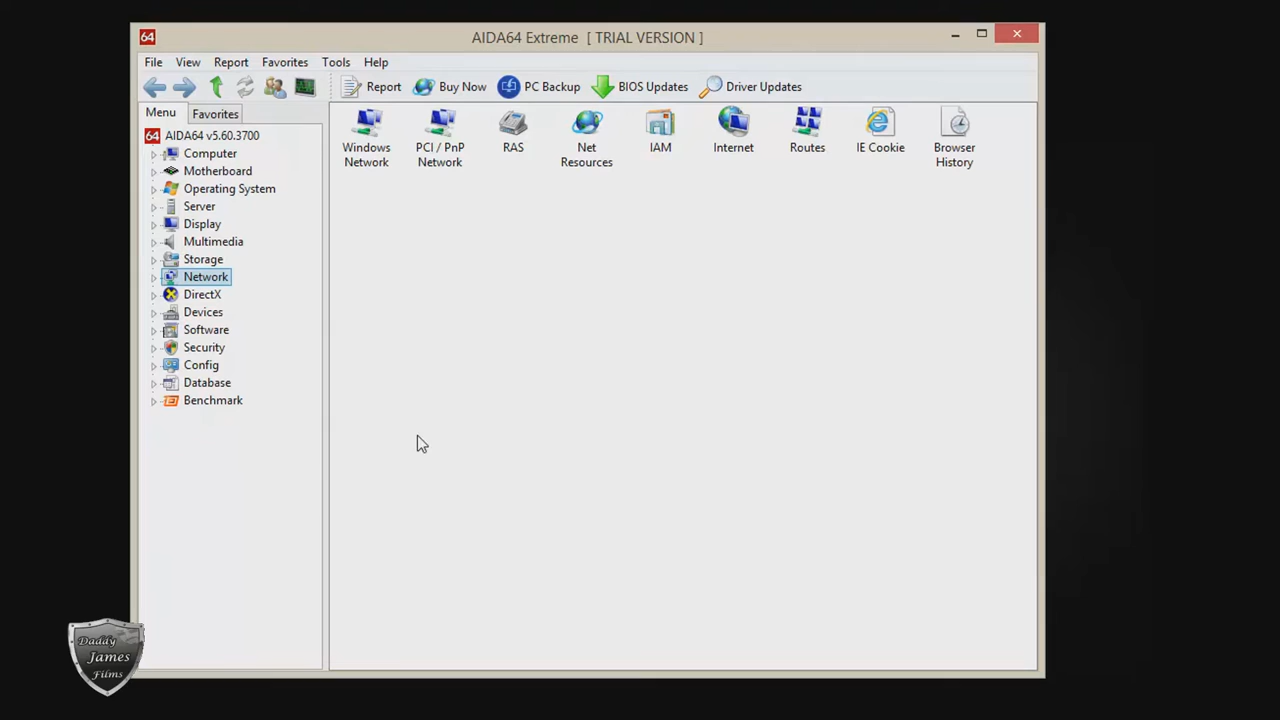 64 AIDA64 Extreme [ TRIAL VERSION ]
File View Report Favorites Tools Help
Report Buy Now PC Backup BIOS Updates Driver Updates
Menu Favorites
64 AIDA64 v5.60.3700
Computer
Motherboard
Operating System
Server
Display
Multimedia
Storage
Network
DirectX
Devices
Software
Security
Config
Database
Benchmark
Windows Network
PCI / PnP Network
RAS
Net Resources
IAM
Internet
Routes
IE Cookie
Browser History
Daddy
James
Films